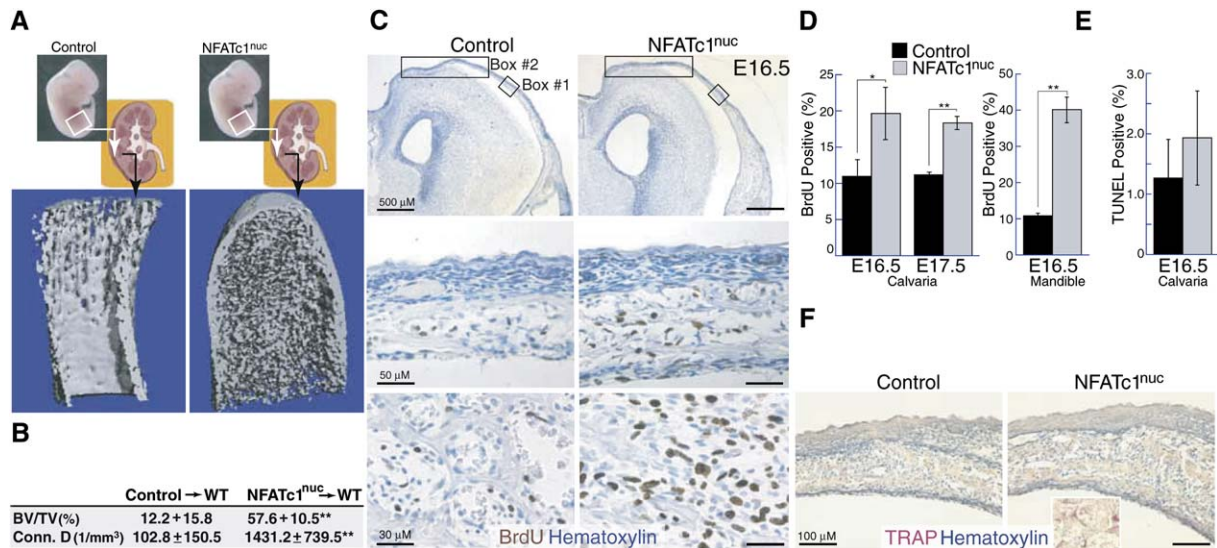 A
Control
NFATc1nuc
B
Control → WT NFATc1nuc → WT
BV/TV (%) 12.2 + 15.8 57.6 + 10.5**
Conn. D (1/mm³) 102.8 ± 150.5 1431.2 ± 739.5**
C
Control NFATc1nuc
Box #2
Box #1
E16.5
500 µM
50 µM
30 µM
BrdU Hematoxylin
D
Control
NFATc1nuc
BrdU Positive (%)
25
20
15
10
5
0
*
**
E16.5 E17.5
Calvaria
BrdU Positive (%)
50
40
30
20
10
0
**
E16.5
Mandible
E
TUNEL Positive (%)
3.0
2.0
1.0
0
E16.5
Calvaria
F
Control NFATc1nuc
100 µM
TRAP Hematoxylin